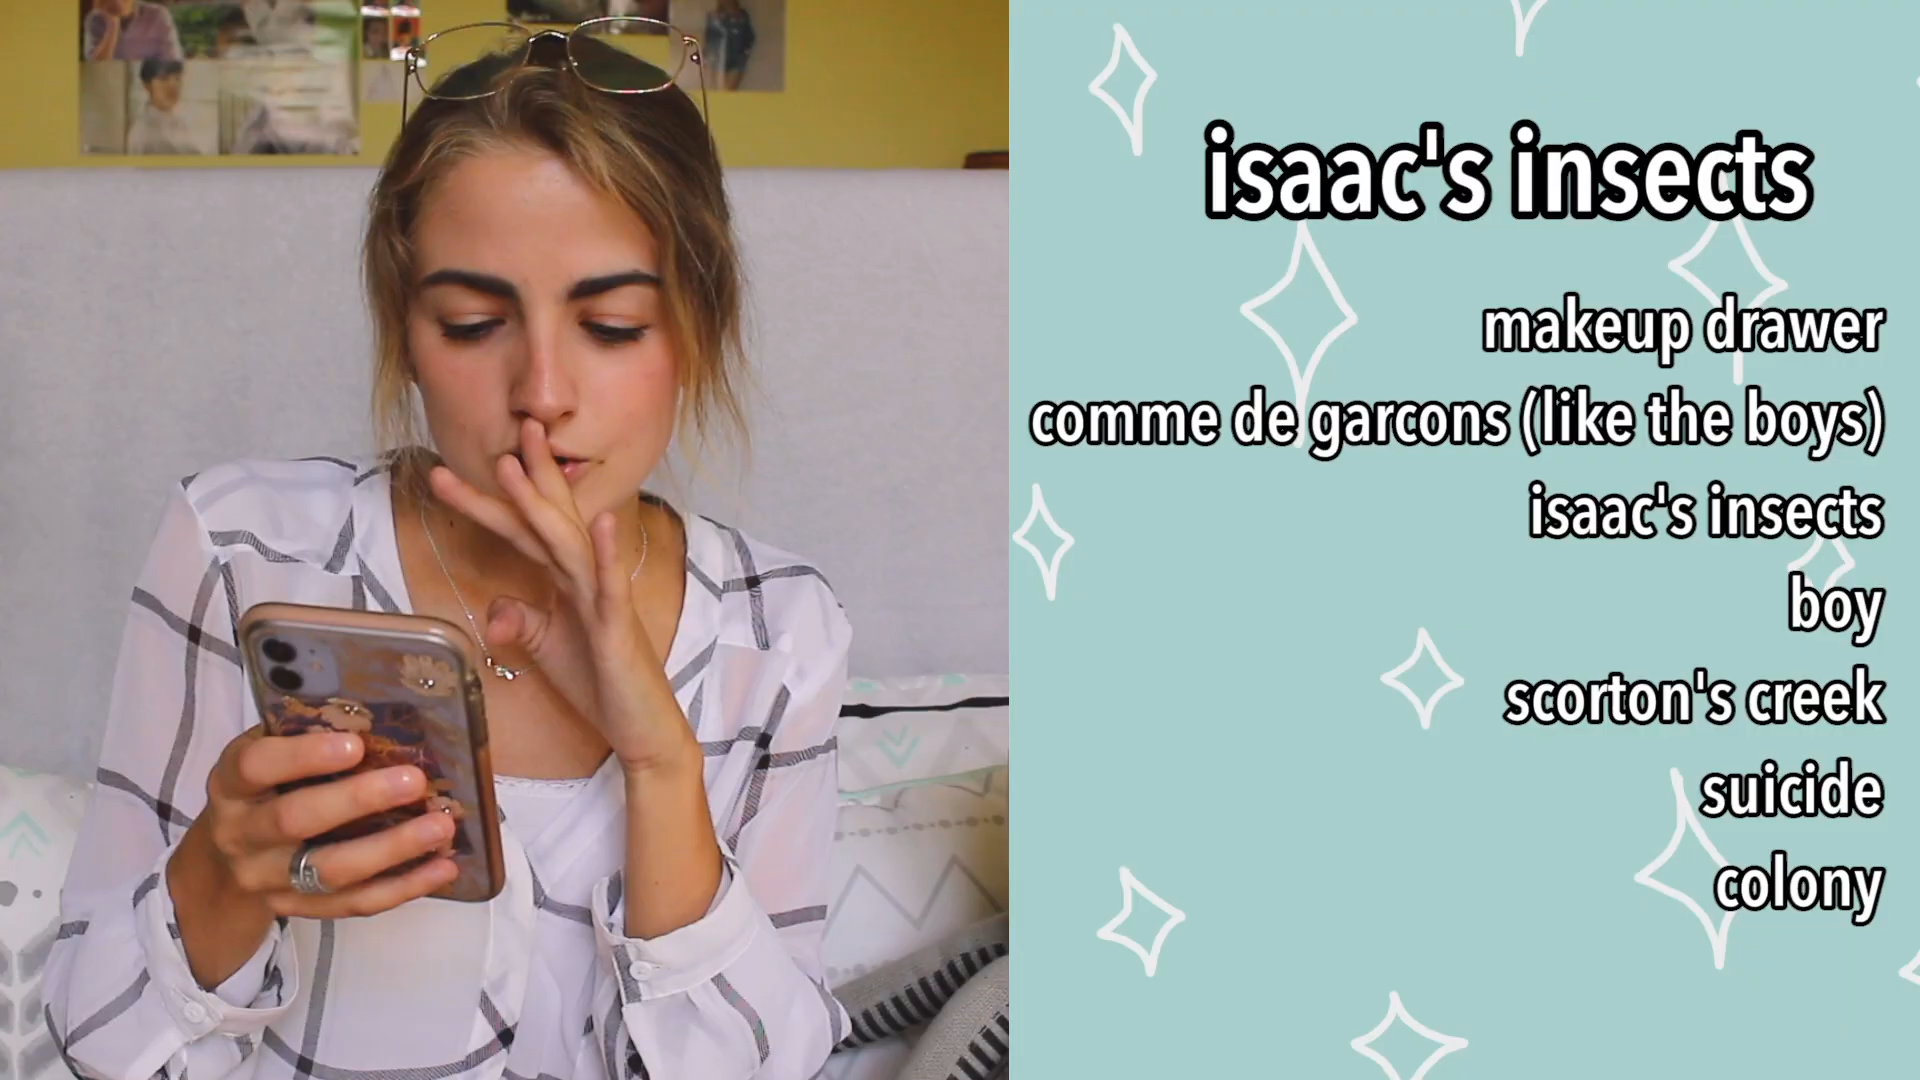 isaac's insects
makeup drawer
comme de garcons (like the boys)
isaac's insects
boy
scorton's creek
suicide
colony